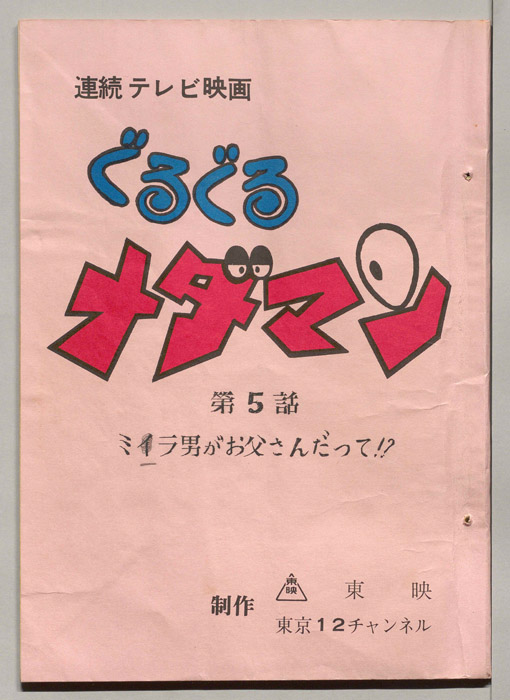 連続テレビ映画
ぐるぐる
メダマン
第5話
ミイラ男がお父さんだって!?
制作
東映
東映
東京12チャンネル